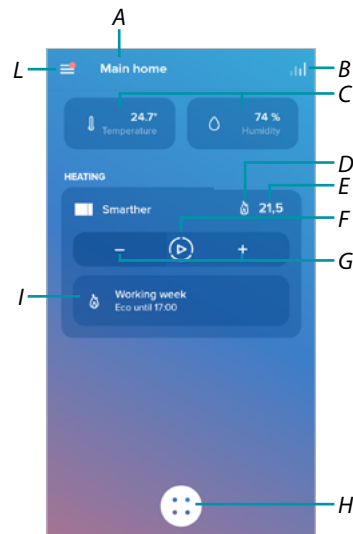 A
L
Main home
B
C
24.7°
Temperature
74 %
Humidity
D
HEATING
E
Smarther
21,5
F
–
+
G
I
Working week
Eco until 17:00
H